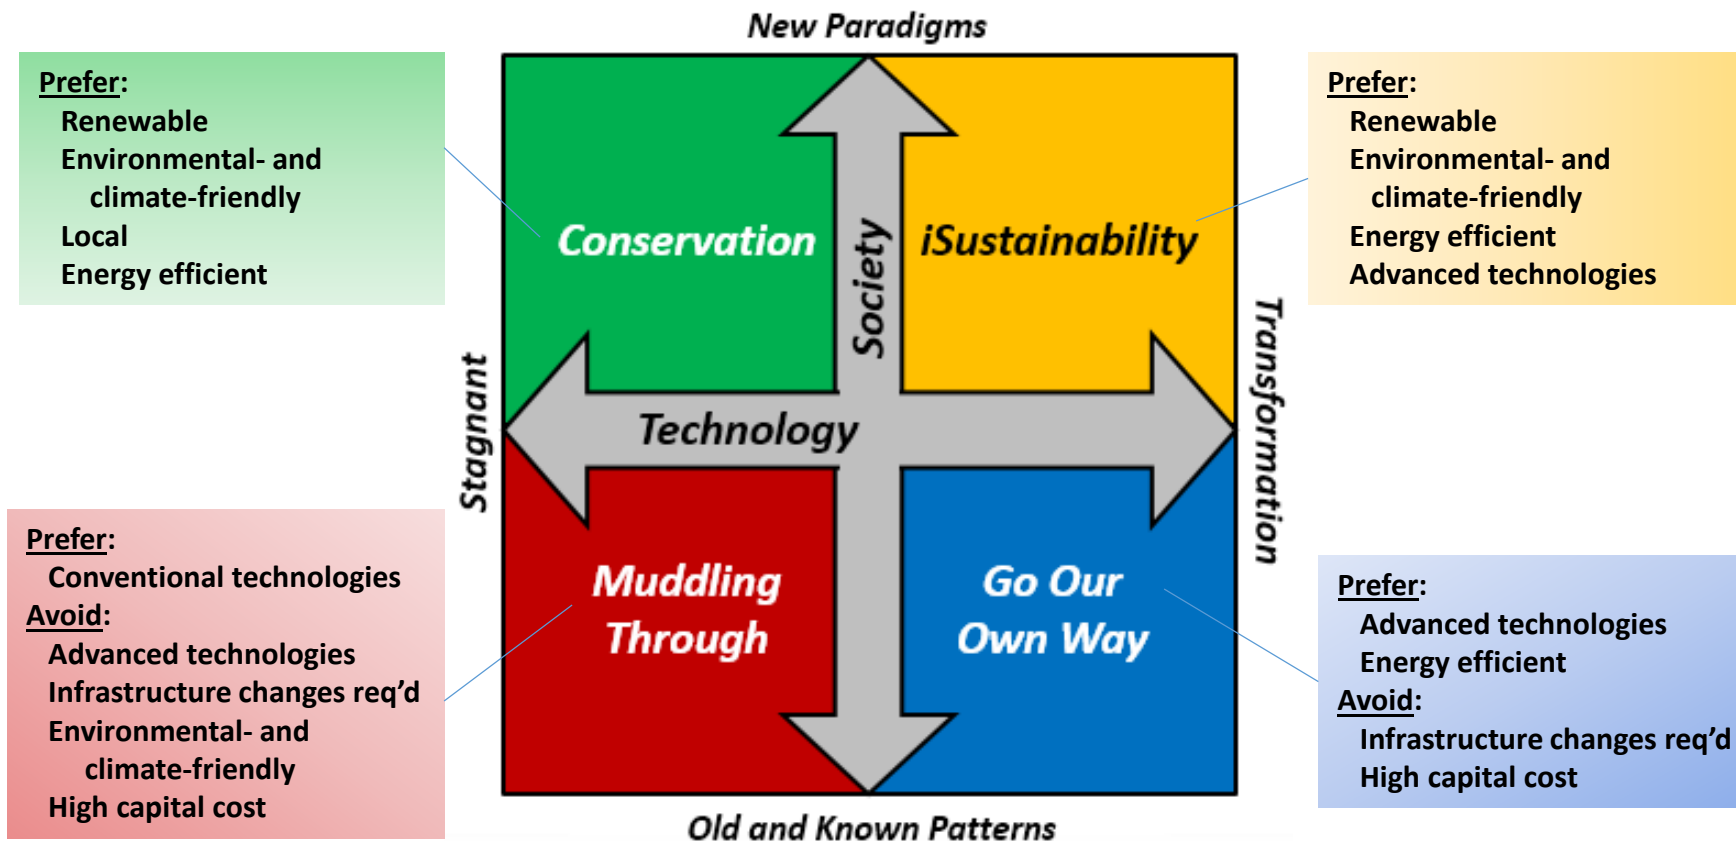 New Paradigms
Prefer:
Renewable
Environmental- and
climate-friendly
Local
Energy efficient
Prefer:
Renewable
Environmental- and
climate-friendly
Energy efficient
Advanced technologies
Conservation
iSustainability
Society
Technology
Stagnant
Transformation
Muddling
Through
Go Our
Own Way
Prefer:
Conventional technologies
Avoid:
Advanced technologies
Infrastructure changes req’d
Environmental- and
climate-friendly
High capital cost
Prefer:
Advanced technologies
Energy efficient
Avoid:
Infrastructure changes req’d
High capital cost
Old and Known Patterns